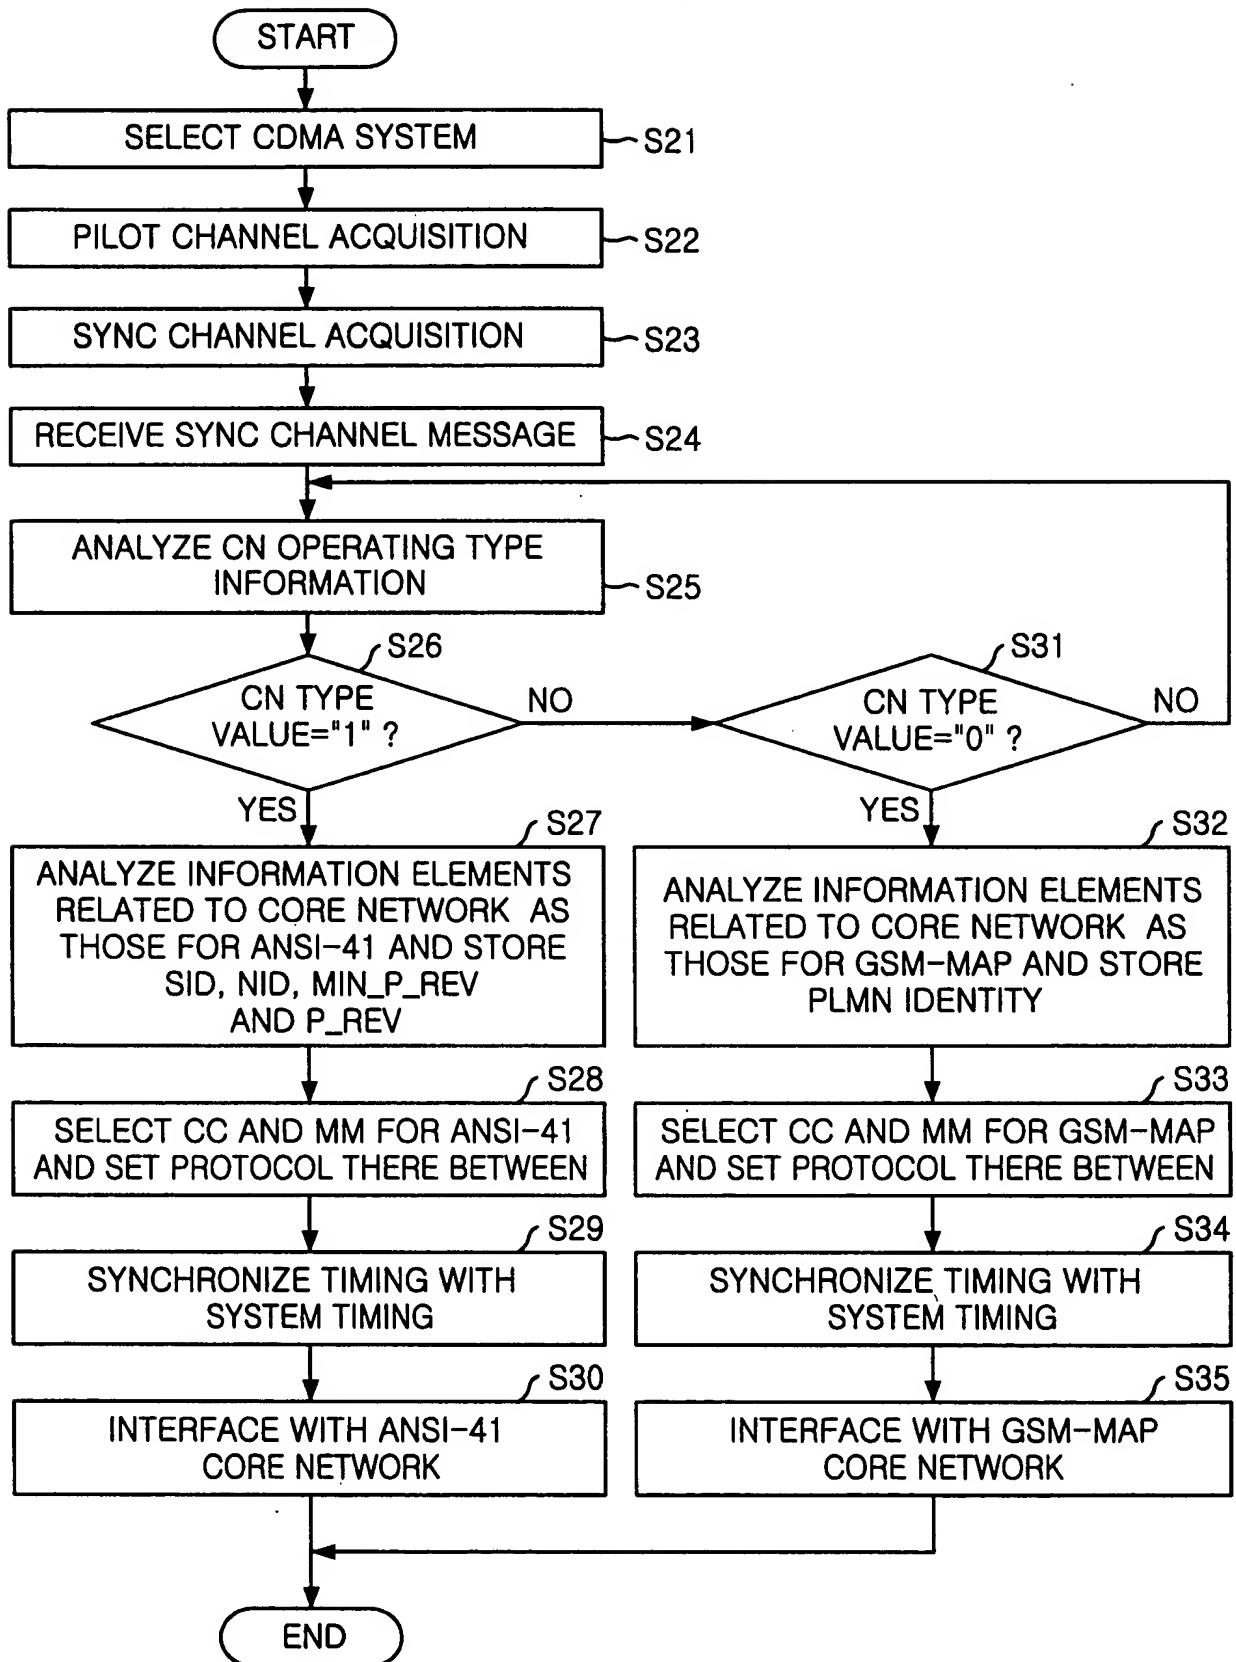 START
SELECT CDMA SYSTEM
S21
PILOT CHANNEL ACQUISITION
S22
SYNC CHANNEL ACQUISITION
S23
RECEIVE SYNC CHANNEL MESSAGE
S24
ANALYZE CN OPERATING TYPE
INFORMATION
S25
S26
CN TYPE
VALUE="1" ?
NO
YES
S31
CN TYPE
VALUE="0" ?
NO
YES
S27
ANALYZE INFORMATION ELEMENTS
RELATED TO CORE NETWORK AS
THOSE FOR ANSI-41 AND STORE
SID, NID, MIN_P_REV
AND P_REV
S32
ANALYZE INFORMATION ELEMENTS
RELATED TO CORE NETWORK AS
THOSE FOR GSM-MAP AND STORE
PLMN IDENTITY
S28
SELECT CC AND MM FOR ANSI-41
AND SET PROTOCOL THERE BETWEEN
S33
SELECT CC AND MM FOR GSM-MAP
AND SET PROTOCOL THERE BETWEEN
S29
SYNCHRONIZE TIMING WITH
SYSTEM TIMING
S34
SYNCHRONIZE TIMING WITH
SYSTEM TIMING
S30
INTERFACE WITH ANSI-41
CORE NETWORK
S35
INTERFACE WITH GSM-MAP
CORE NETWORK
END